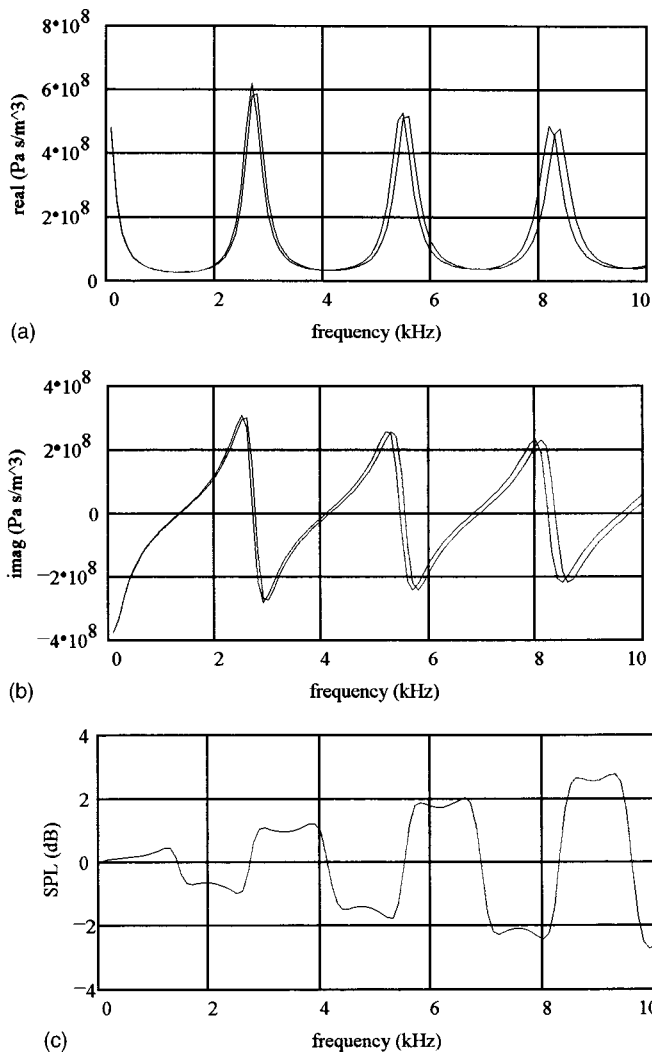 8•10^8
6•10^8
4•10^8
2•10^8
0
real (Pa s/m^3)
0 2 4 6 8 10
(a)
frequency (kHz)
4•10^8
2•10^8
0
−2•10^8
−4•10^8
imag (Pa s/m^3)
0 2 4 6 8 10
(b)
frequency (kHz)
4
2
0
−2
−4
SPL (dB)
0 2 4 6 8 10
(c)
frequency (kHz)